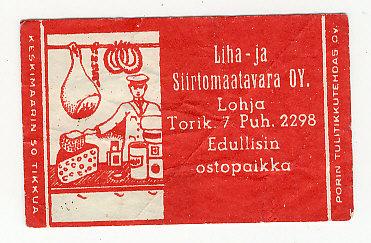 KESKIMÄÄRIN 50 TIKKUA
Liha-ja
Siirtomaatavara OY.
Lohja
Torik. 7 Puh. 2298
Edullisin
ostopaikka
PORIN TULITIKKUTEHDAS OY.